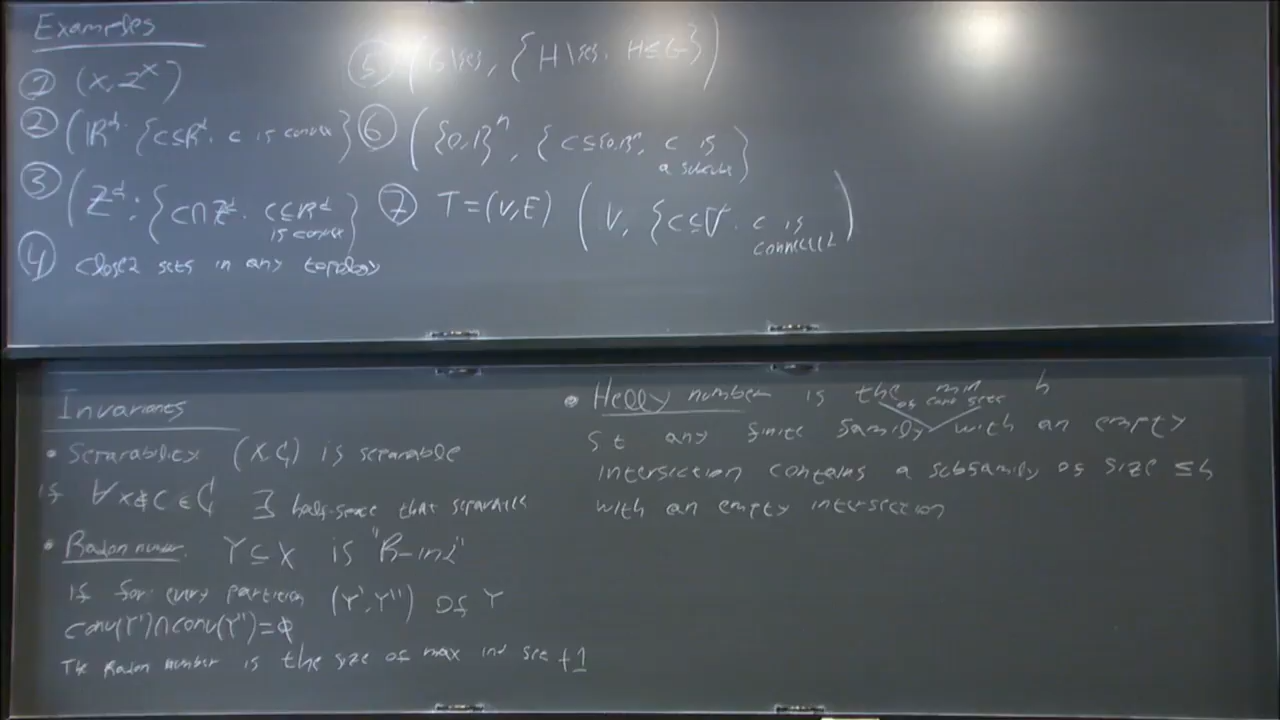 Examples
① (X, 2^X)
② (ℝ^d, {C⊆ℝ^d. C is convex})
③ (ℤ^d, {C∩ℤ^d. C⊆ℝ^d
is convex})
④ closed sets in any topology
⑤ ( , {H\{e}. H≤G})
⑥ ({0,1}^n, {C⊆{0,1}^n, C is
a subcube})
⑦ T=(V,E) (V, {C⊆V. C is
connected})
Invariants
• Separability (X,C) is separable
if ∀x∉C∈C ∃ half-space that separates
• Radon number. Y⊆X is "R-ind"
if for every partition (Y',Y'') of Y
conv(Y')∩conv(Y'')=∅
The Radon number is the size of max ind set +1
• Helly number is the min h
of conv sets
st any finite family with an empty
intersection contains a subfamily of size ≤h
with an empty intersection